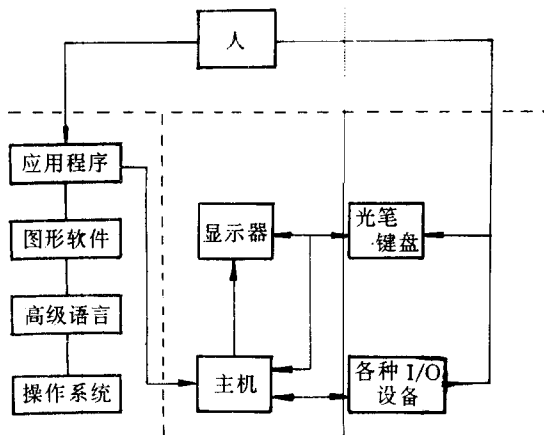 人
应用程序
图形软件
高级语言
操作系统
显示器
主机
光笔
键盘
各种 I/O
设备